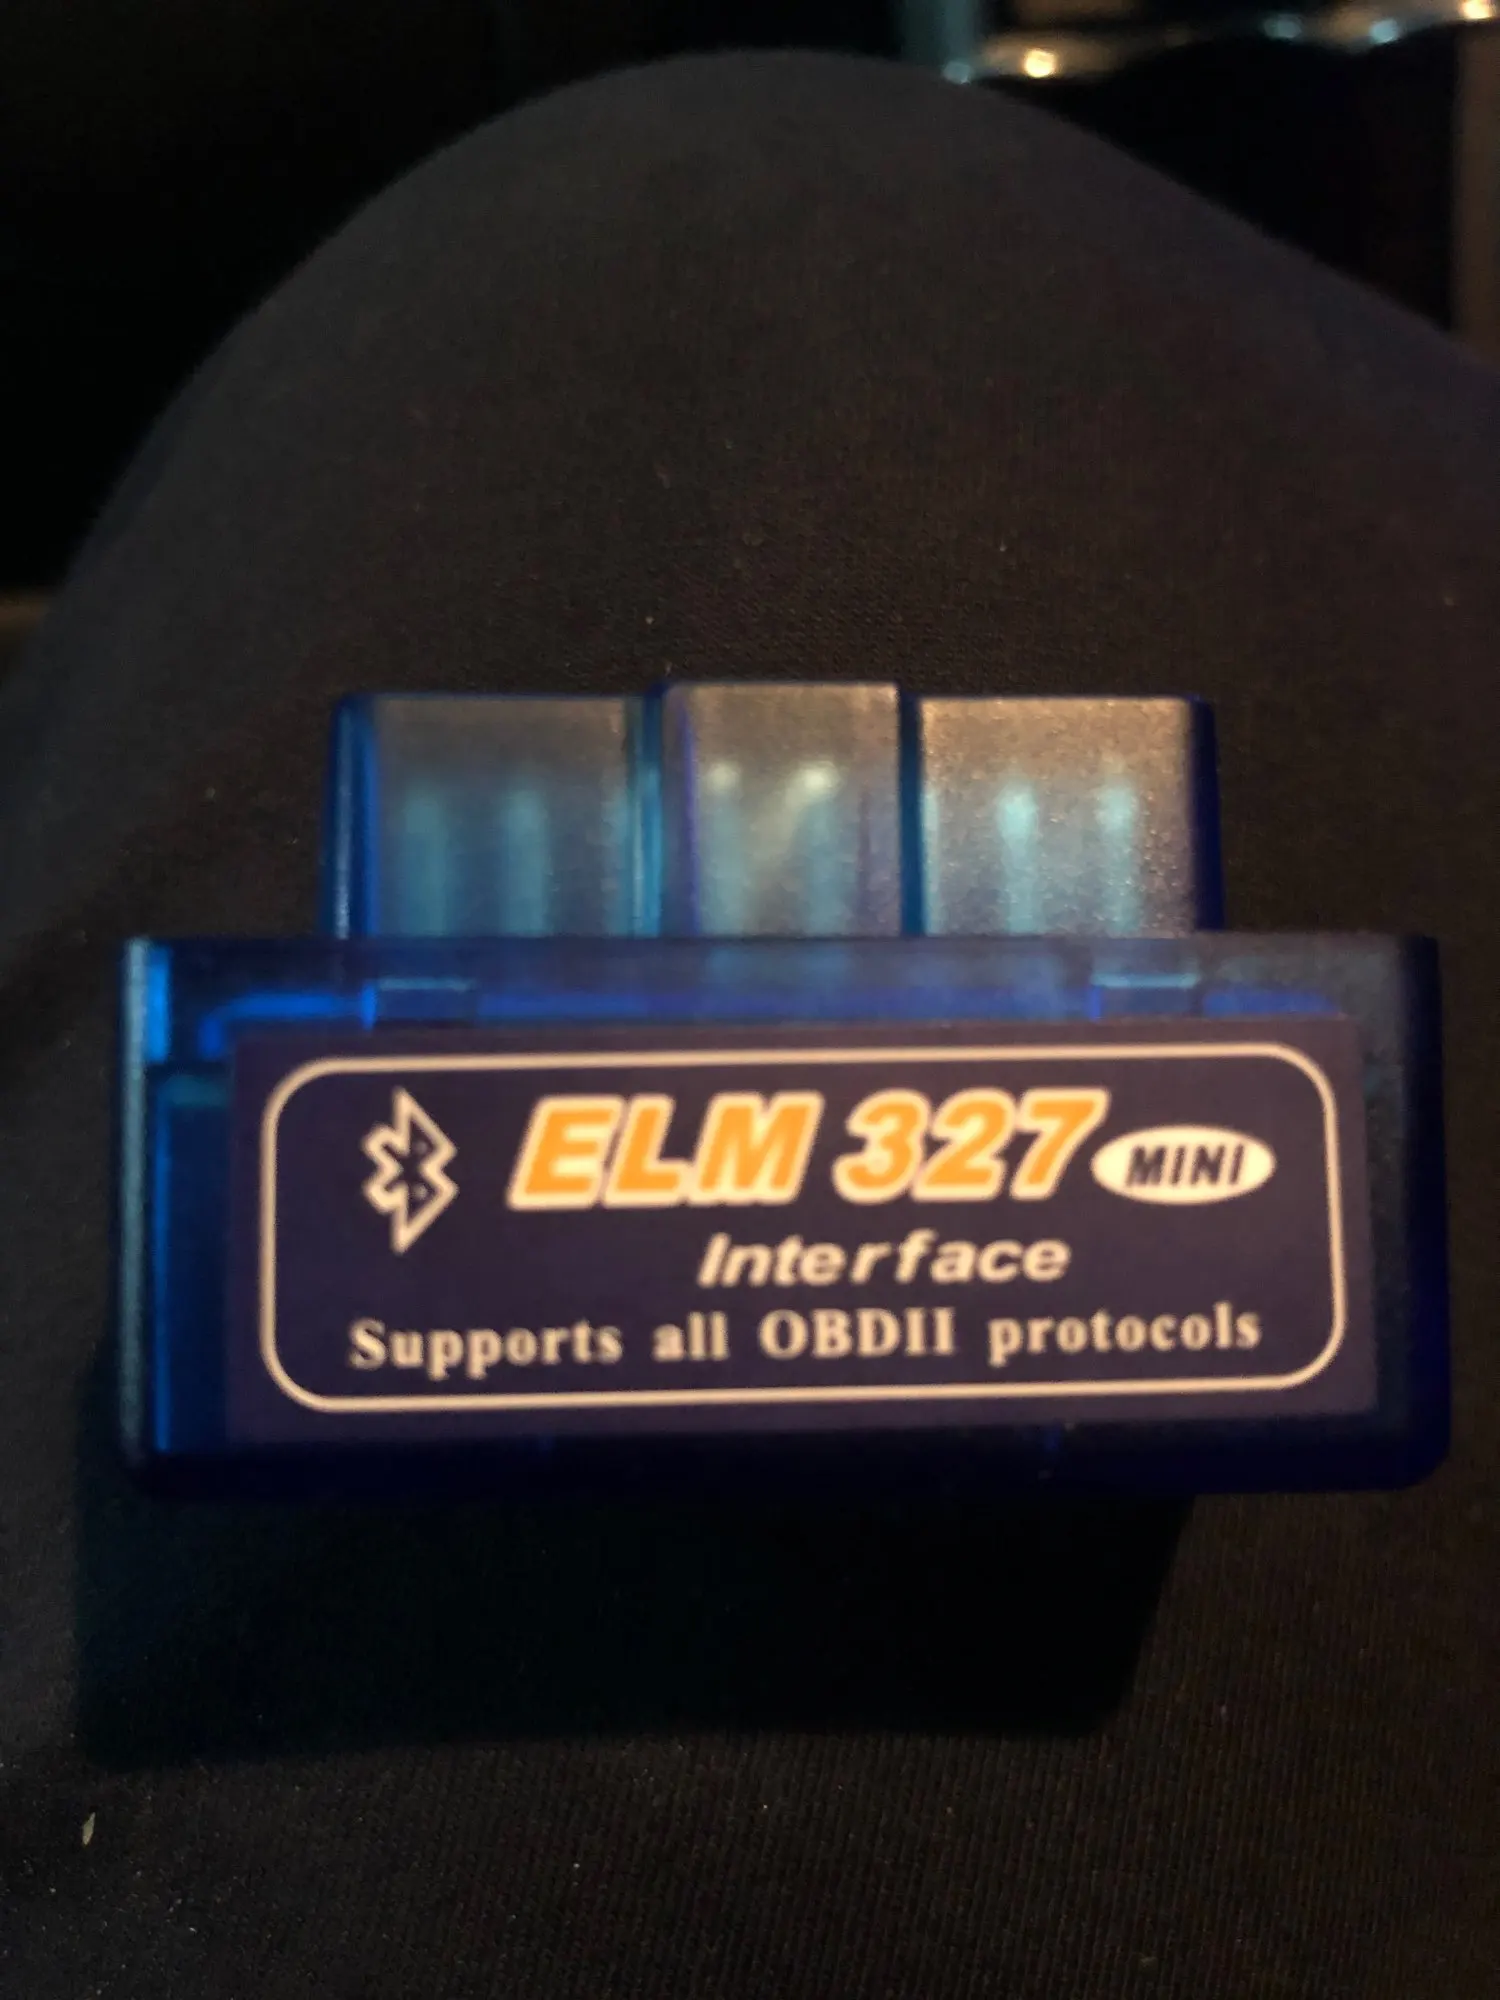 ELM 327 MINI
Interface
Supports all OBDII protocols